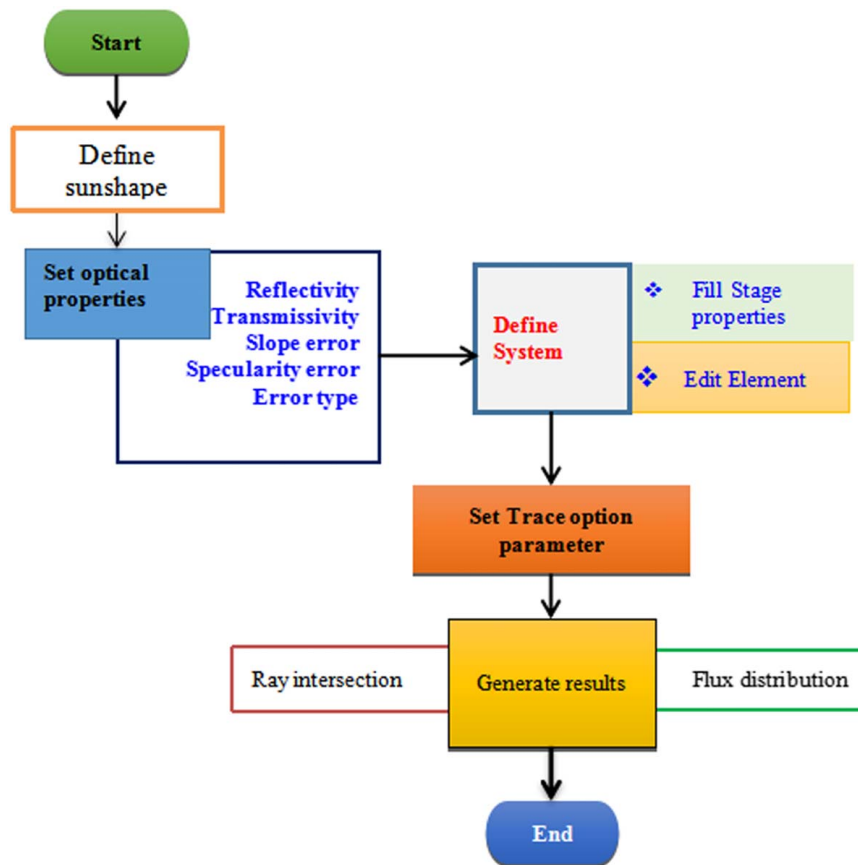 Start
Define
sunshape
Set optical
properties
Reflectivity
Transmissivity
Slope error
Specularity error
Error type
Define
System
Fill Stage
properties
Edit Element
Set Trace option
parameter
Ray intersection
Generate results
Flux distribution
End